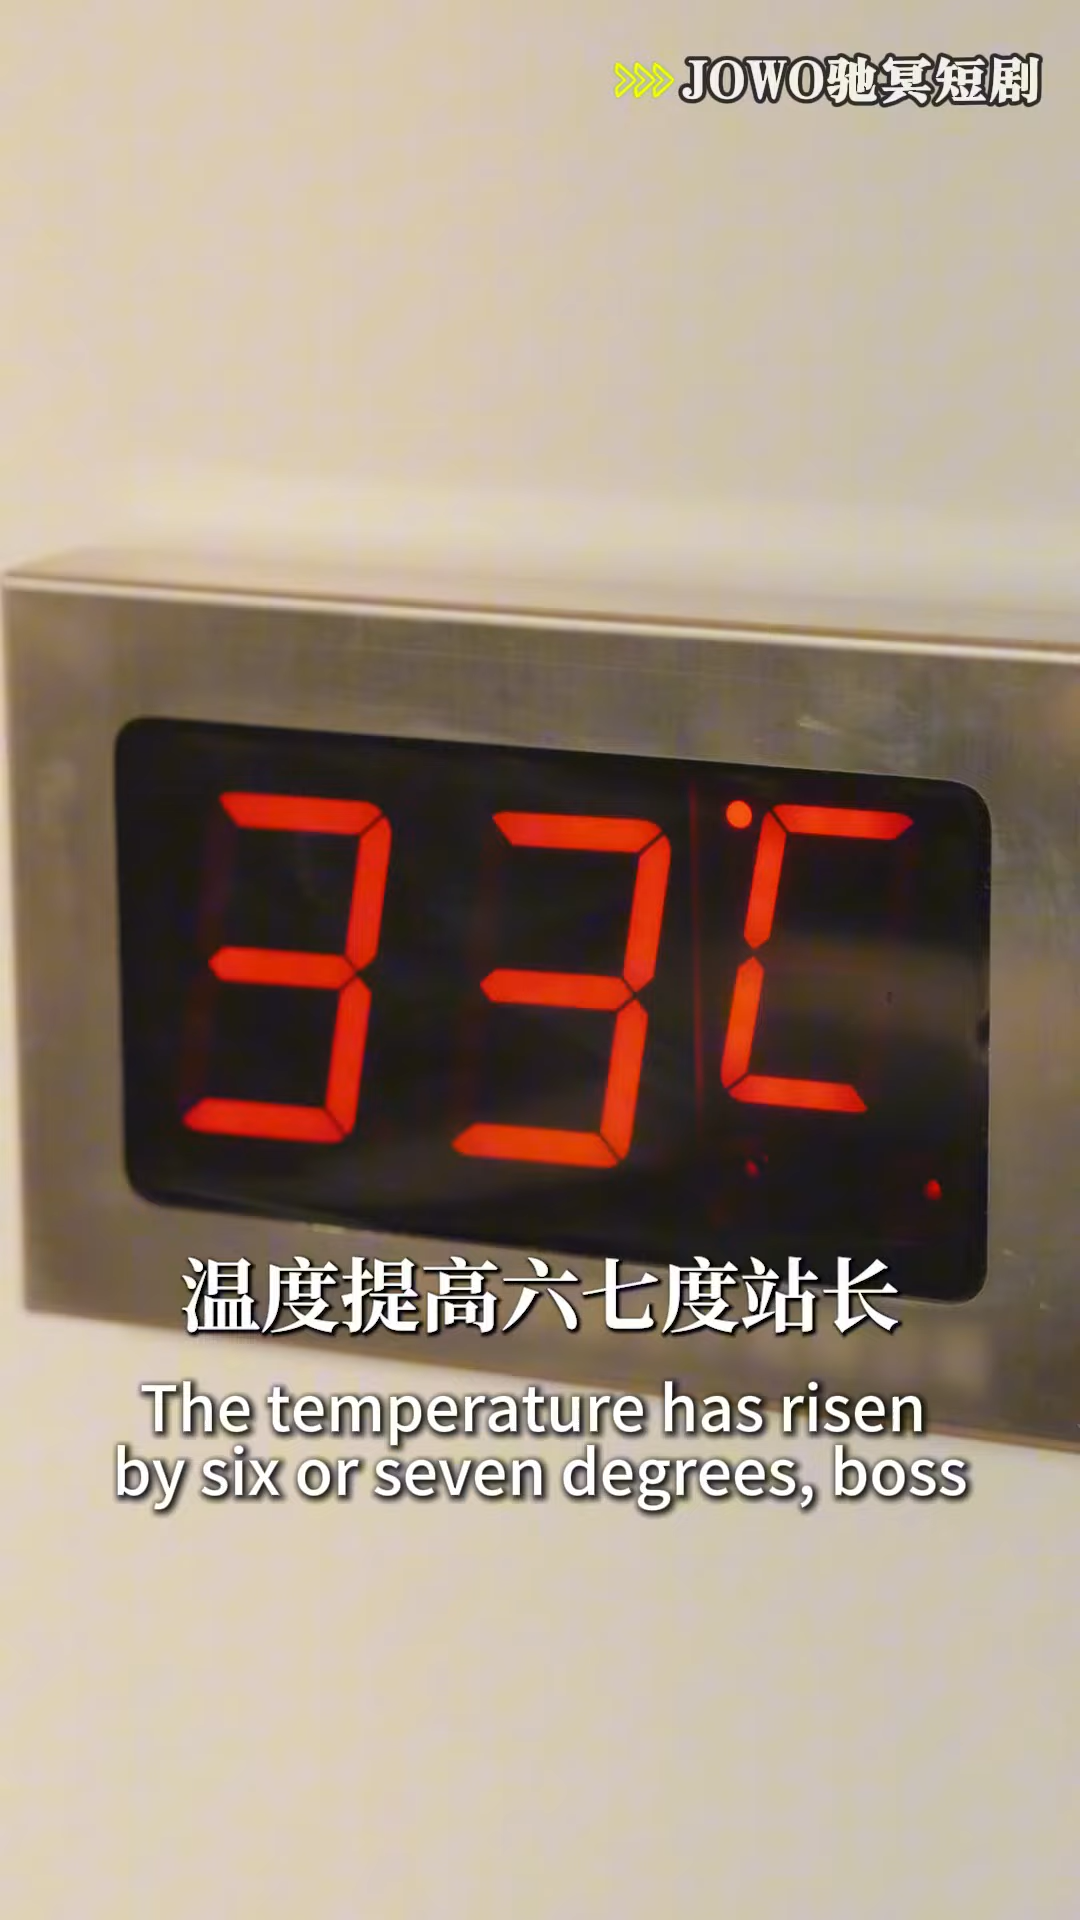 JOWO驰冥短剧
33°C
温度提高六七度站长
The temperature has risen
by six or seven degrees, boss